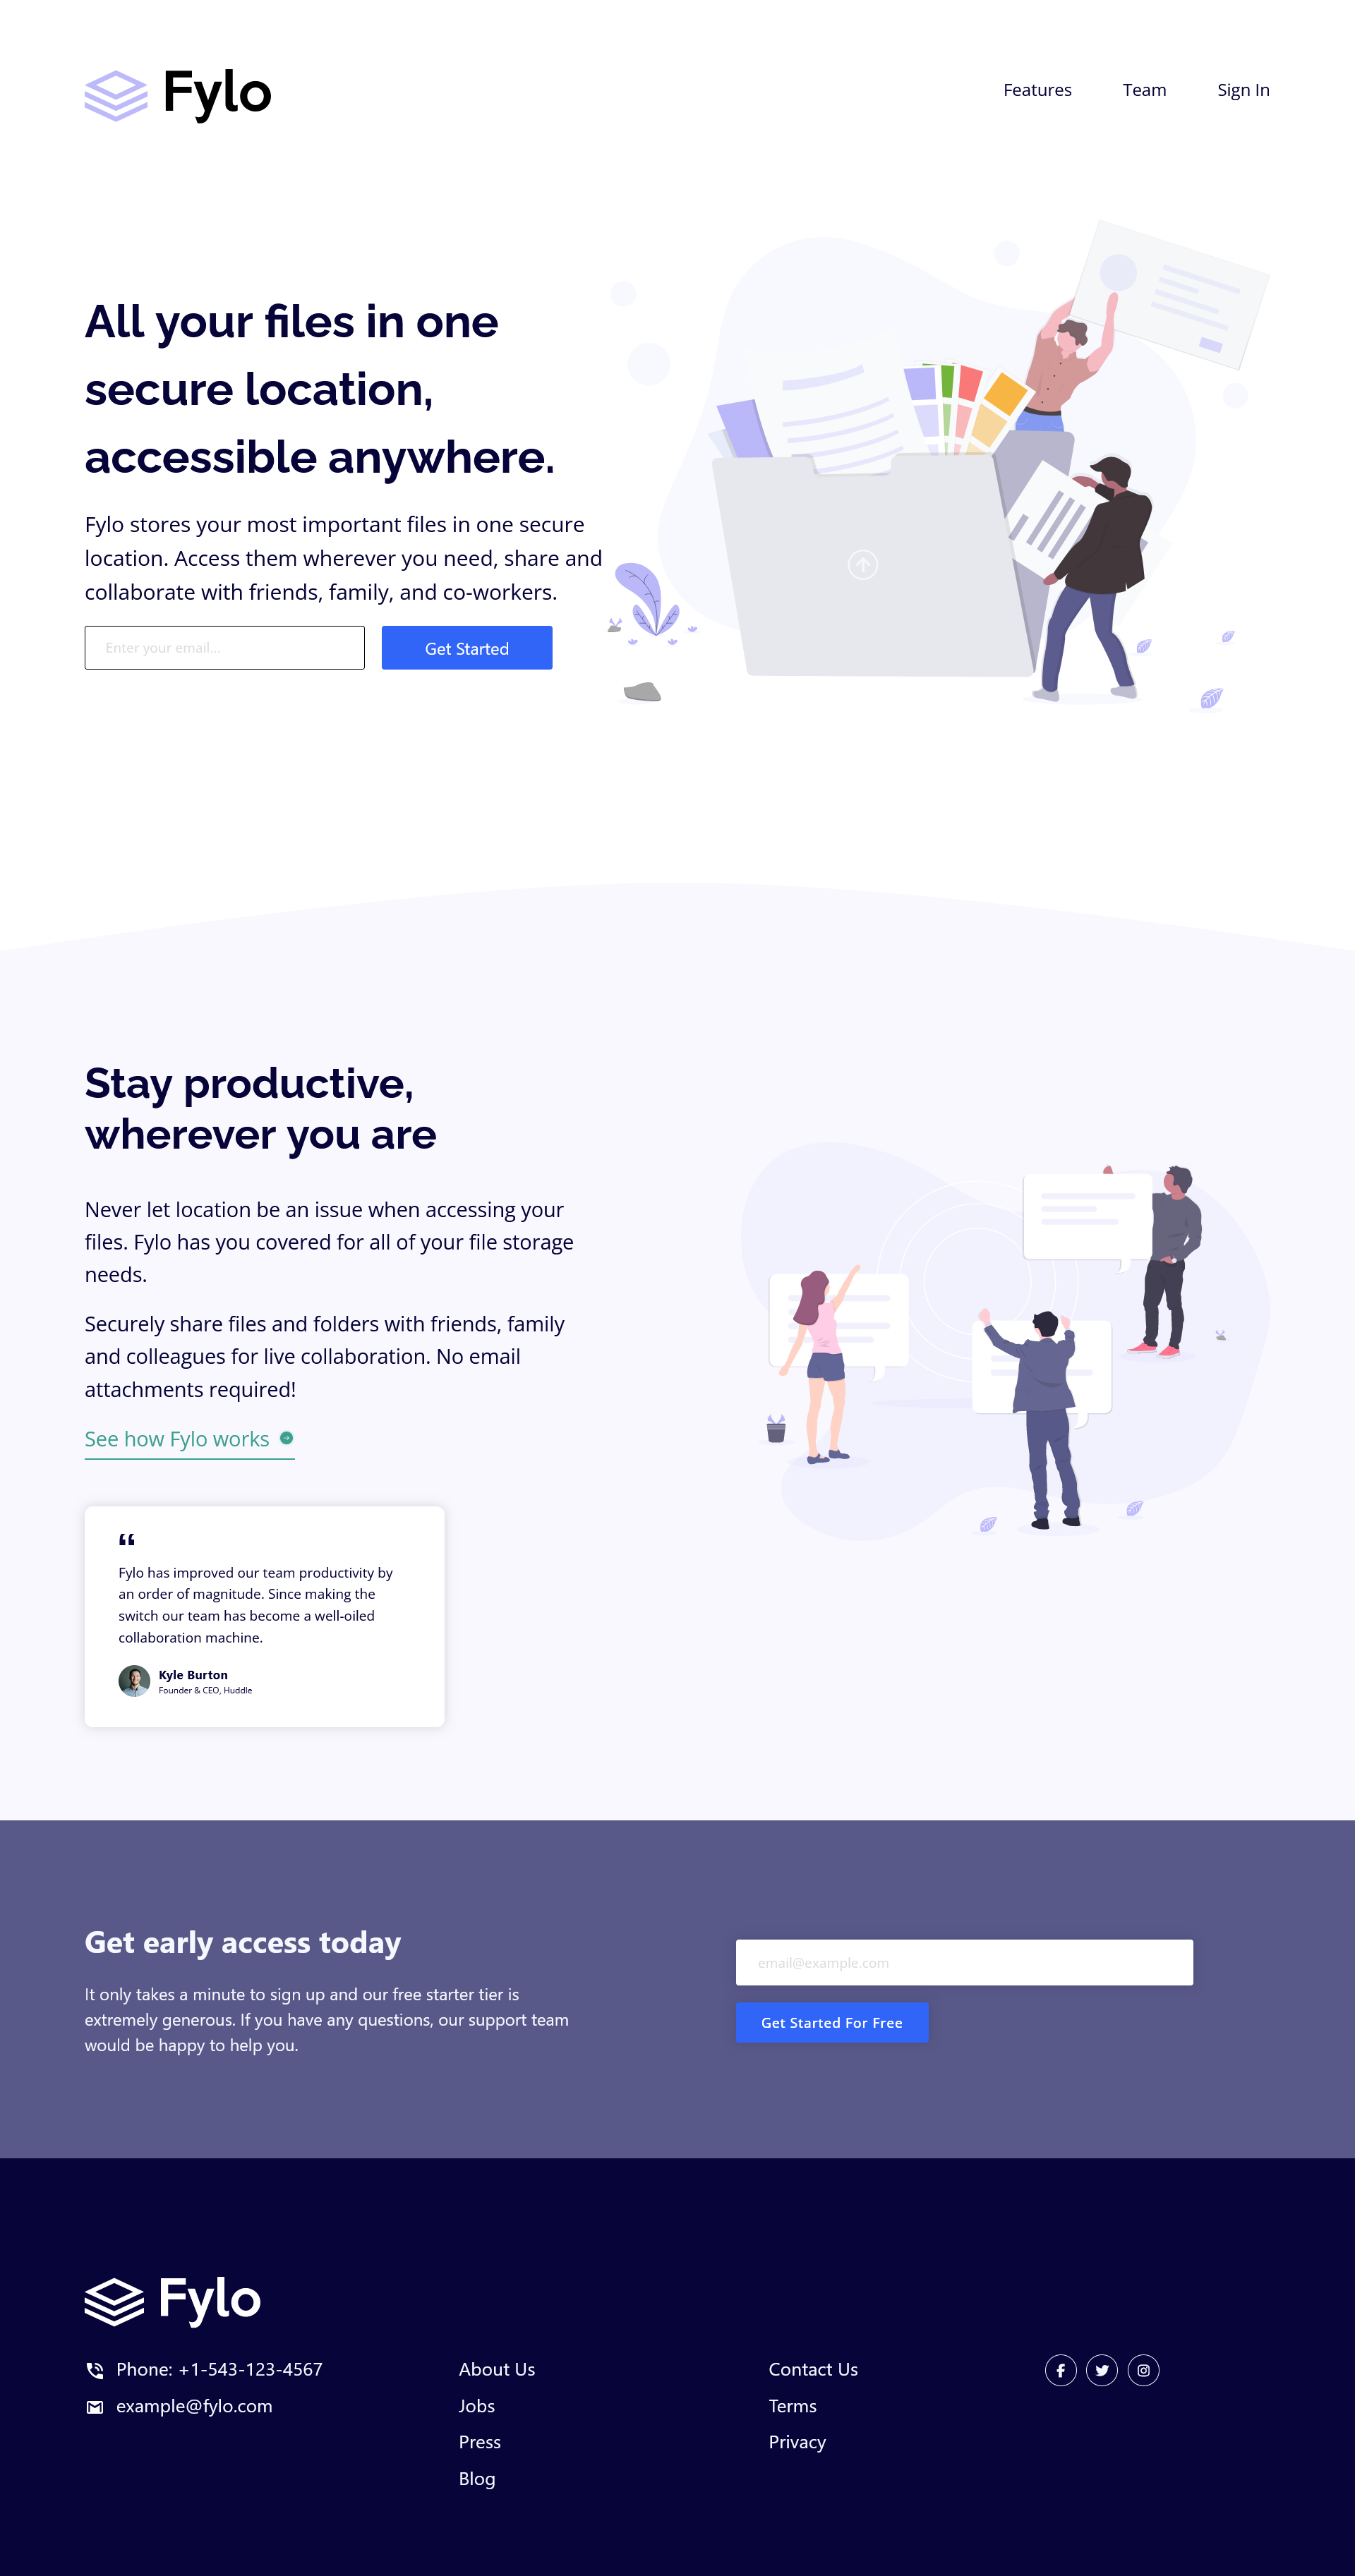 Fylo
Features
Team
Sign In
All your files in one
secure location,
accessible anywhere.
Fylo stores your most important files in one secure
location. Access them wherever you need, share and
collaborate with friends, family, and co-workers.
Enter your email...
Get Started
Stay productive,
wherever you are
Never let location be an issue when accessing your
files. Fylo has you covered for all of your file storage
needs.
Securely share files and folders with friends, family
and colleagues for live collaboration. No email
attachments required!
See how Fylo works
“
Fylo has improved our team productivity by
an order of magnitude. Since making the
switch our team has become a well-oiled
collaboration machine.
Kyle Burton
Founder & CEO, Huddle
Get early access today
It only takes a minute to sign up and our free starter tier is
extremely generous. If you have any questions, our support team
would be happy to help you.
email@example.com
Get Started For Free
Fylo
Phone: +1-543-123-4567
example@fylo.com
About Us
Jobs
Press
Blog
Contact Us
Terms
Privacy